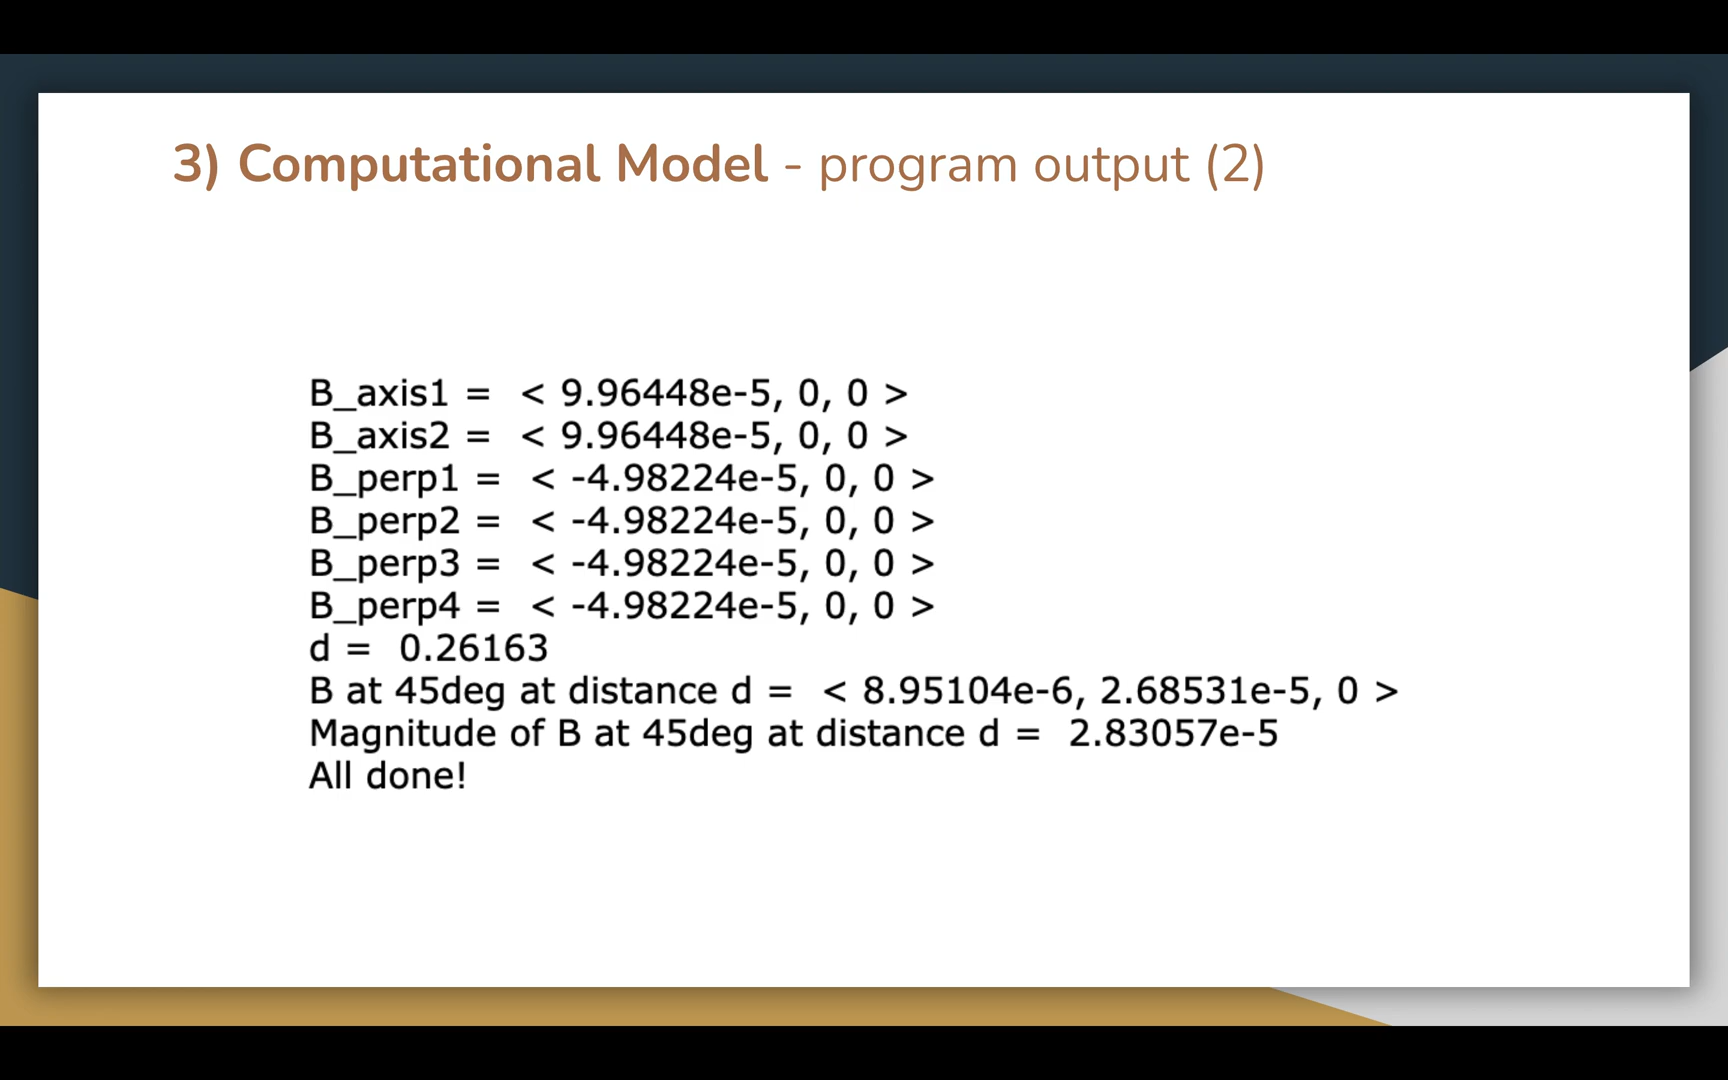 3) Computational Model - program output (2)
B_axis1 = < 9.96448e-5, 0, 0 >
B_axis2 = < 9.96448e-5, 0, 0 >
B_perp1 = < -4.98224e-5, 0, 0 >
B_perp2 = < -4.98224e-5, 0, 0 >
B_perp3 = < -4.98224e-5, 0, 0 >
B_perp4 = < -4.98224e-5, 0, 0 >
d = 0.26163
B at 45deg at distance d = < 8.95104e-6, 2.68531e-5, 0 >
Magnitude of B at 45deg at distance d = 2.83057e-5
All done!